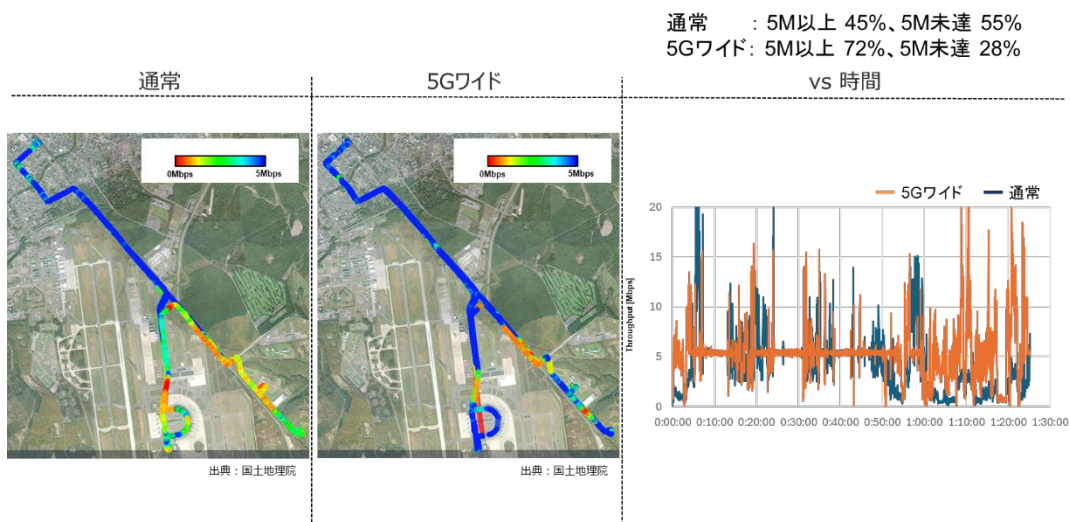 通常　　: 5M以上 45%、5M未達 55%
5Gワイド: 5M以上 72%、5M未達 28%
通常
5Gワイド
vs 時間
0Mbps 5Mbps
0Mbps 5Mbps
5Gワイド 通常
Throughput [Mbps]
20
15
10
5
0
0:00:00 0:10:00 0:20:00 0:30:00 0:40:00 0:50:00 1:00:00 1:10:00 1:20:00 1:30:00
出典：国土地理院
出典：国土地理院